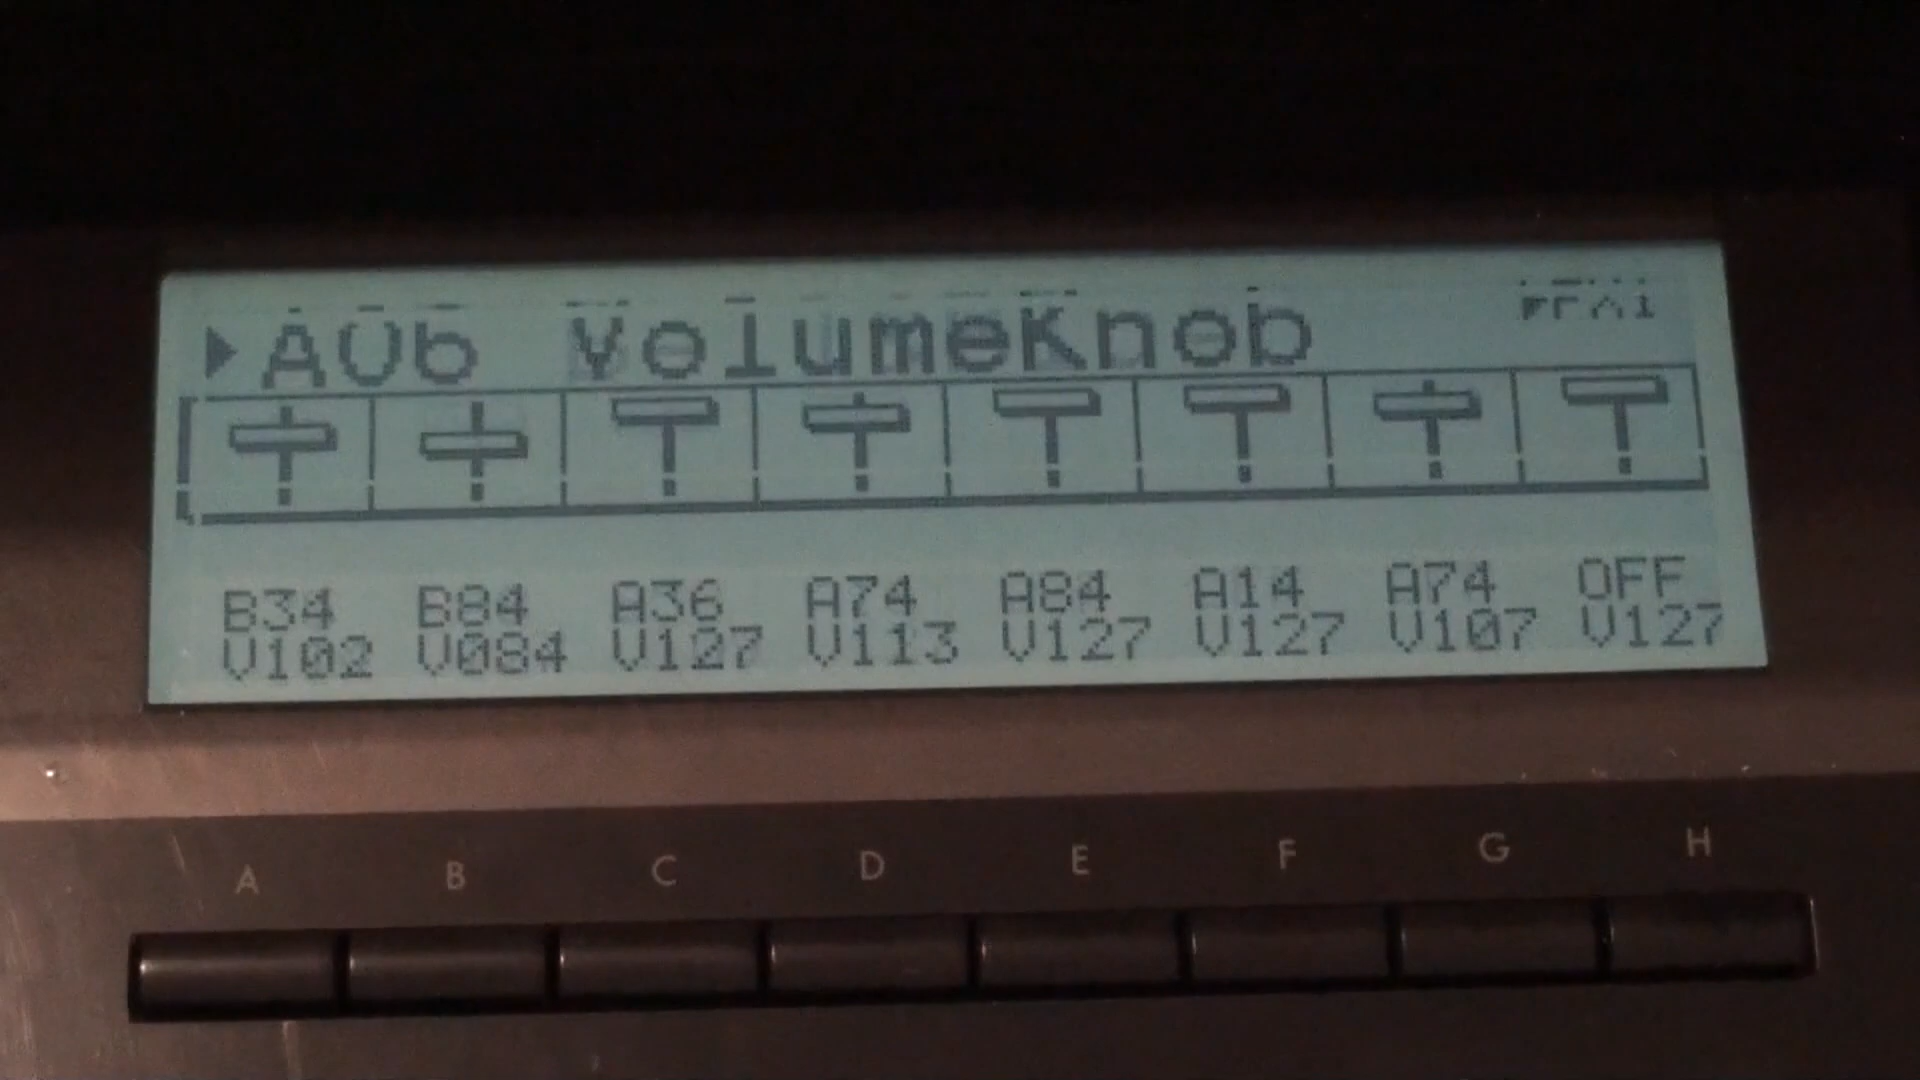 ▶A06 VolumeKnob
B34 B84 A36 A74 A84 A14 A74 OFF
V102 V084 V127 V113 V127 V127 V107 V127
A B C D E F G H